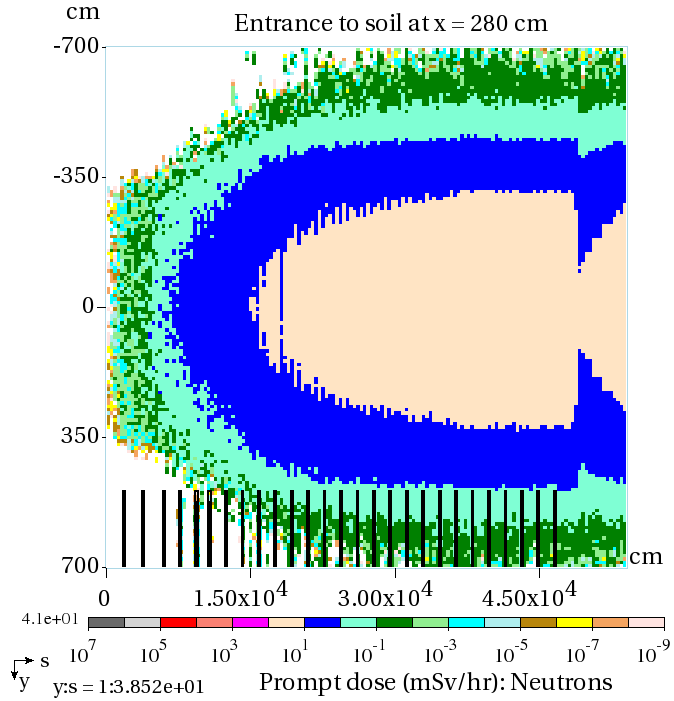 cm
Entrance to soil at x = 280 cm
-700
-350
0
350
700
cm
0 1.50x10^4 3.00x10^4 4.50x10^4
4.1e+01
10^7 10^5 10^3 10^1 10^-1 10^-3 10^-5 10^-7 10^-9
s
y
y:s = 1:3.852e+01
Prompt dose (mSv/hr): Neutrons